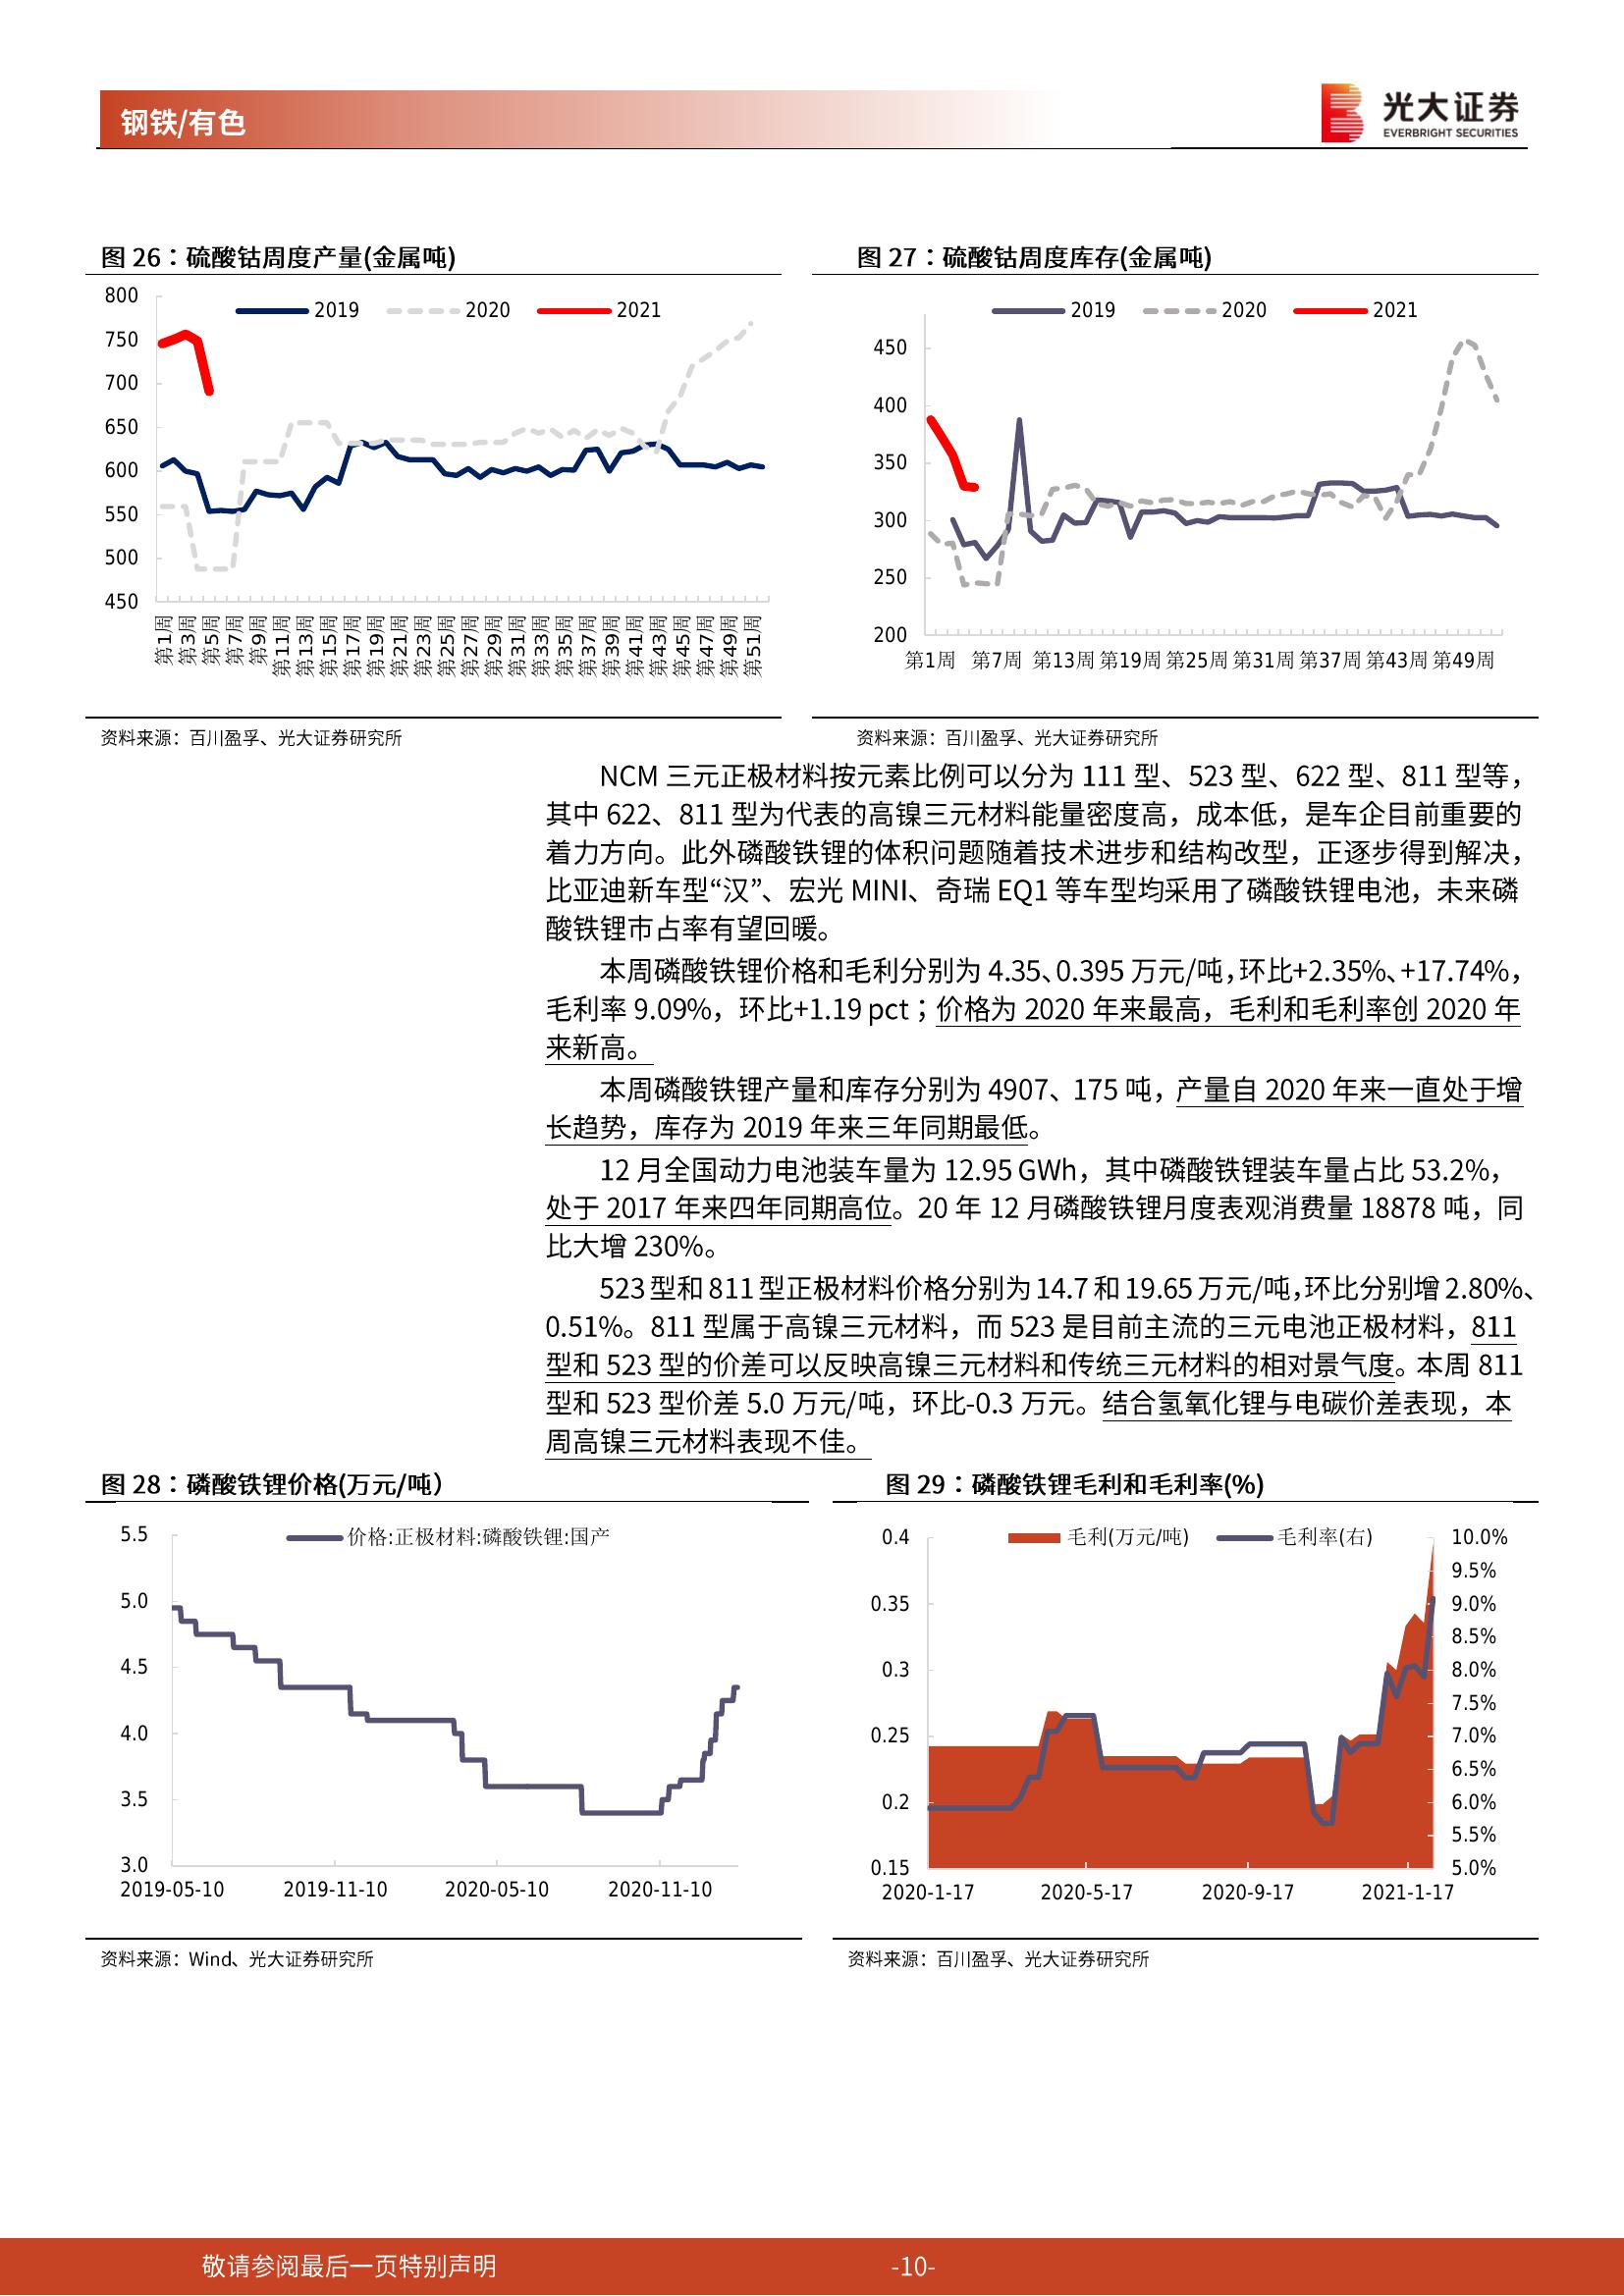 钢铁/有色
光大证券
EVERBRIGHT SECURITIES
图 26：硫酸钴周度产量(金属吨)
800
750
700
650
600
550
500
450
2019
2020
2021
第1周
第3周
第5周
第7周
第9周
第11周
第13周
第15周
第17周
第19周
第21周
第23周
第25周
第27周
第29周
第31周
第33周
第35周
第37周
第39周
第41周
第43周
第45周
第47周
第49周
第51周
资料来源：百川盈孚、光大证券研究所
图 27：硫酸钴周度库存(金属吨)
2019
2020
2021
450
400
350
300
250
200
第1周
第7周
第13周
第19周
第25周
第31周
第37周
第43周
第49周
资料来源：百川盈孚、光大证券研究所
NCM 三元正极材料按元素比例可以分为 111 型、523 型、622 型、811 型等，
其中 622、811 型为代表的高镍三元材料能量密度高，成本低，是车企目前重要的
着力方向。此外磷酸铁锂的体积问题随着技术进步和结构改型，正逐步得到解决，
比亚迪新车型“汉”、宏光 MINI、奇瑞 EQ1 等车型均采用了磷酸铁锂电池，未来磷
酸铁锂市占率有望回暖。
本周磷酸铁锂价格和毛利分别为 4.35、0.395 万元/吨，环比+2.35%、+17.74%，
毛利率 9.09%，环比+1.19 pct；价格为 2020 年来最高，毛利和毛利率创 2020 年
来新高。
本周磷酸铁锂产量和库存分别为 4907、175 吨，产量自 2020 年来一直处于增
长趋势，库存为 2019 年来三年同期最低。
12 月全国动力电池装车量为 12.95 GWh，其中磷酸铁锂装车量占比 53.2%，
处于 2017 年来四年同期高位。20 年 12 月磷酸铁锂月度表观消费量 18878 吨，同
比大增 230%。
523 型和 811 型正极材料价格分别为 14.7 和 19.65 万元/吨，环比分别增 2.80%、
0.51%。811 型属于高镍三元材料，而 523 是目前主流的三元电池正极材料，811
型和 523 型的价差可以反映高镍三元材料和传统三元材料的相对景气度。本周 811
型和 523 型价差 5.0 万元/吨，环比-0.3 万元。结合氢氧化锂与电碳价差表现，本
周高镍三元材料表现不佳。
图 28：磷酸铁锂价格(万元/吨）
价格:正极材料:磷酸铁锂:国产
5.5
5.0
4.5
4.0
3.5
3.0
2019-05-10
2019-11-10
2020-05-10
2020-11-10
资料来源：Wind、光大证券研究所
图 29：磷酸铁锂毛利和毛利率(%)
毛利(万元/吨)
毛利率(右)
0.4
0.35
0.3
0.25
0.2
0.15
10.0%
9.5%
9.0%
8.5%
8.0%
7.5%
7.0%
6.5%
6.0%
5.5%
5.0%
2020-1-17
2020-5-17
2020-9-17
2021-1-17
资料来源：百川盈孚、光大证券研究所
敬请参阅最后一页特别声明
-10-